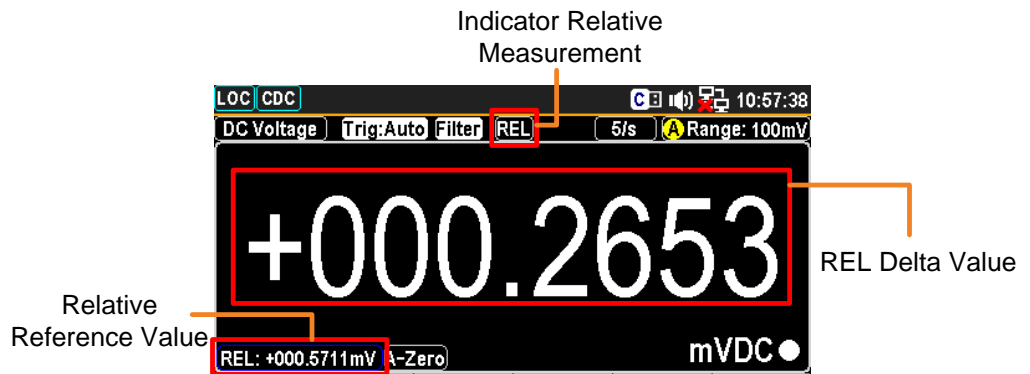 Indicator Relative
Measurement
LOC CDC C 10:57:38
DC Voltage Trig:Auto Filter REL 5/s A Range: 100mV
+000.2653
REL Delta Value
Relative
Reference Value
REL: +000.5711mV A-Zero mVDC